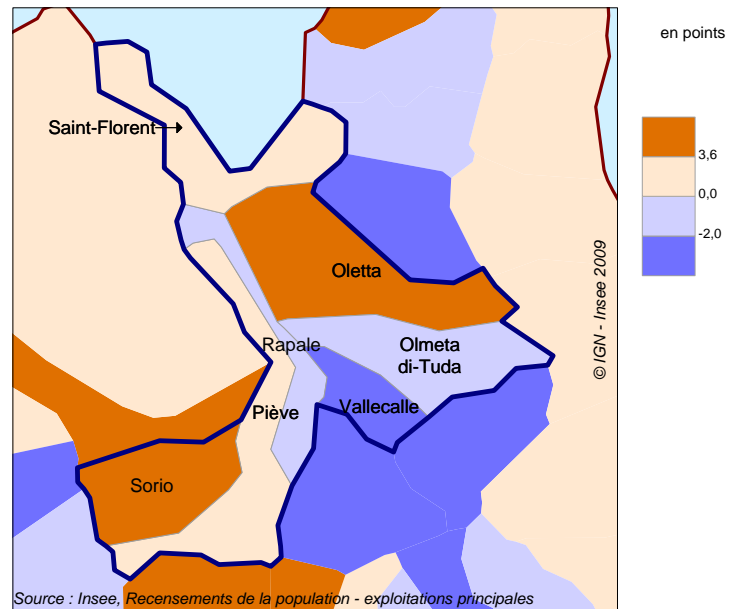 en points
3,6
0,0
-2,0
Saint-Florent
Oletta
Rapale
Olmeta
di-Tuda
Vallecalle
Piève
Sorio
© IGN - Insee 2009
Source : Insee, Recensements de la population - exploitations principales